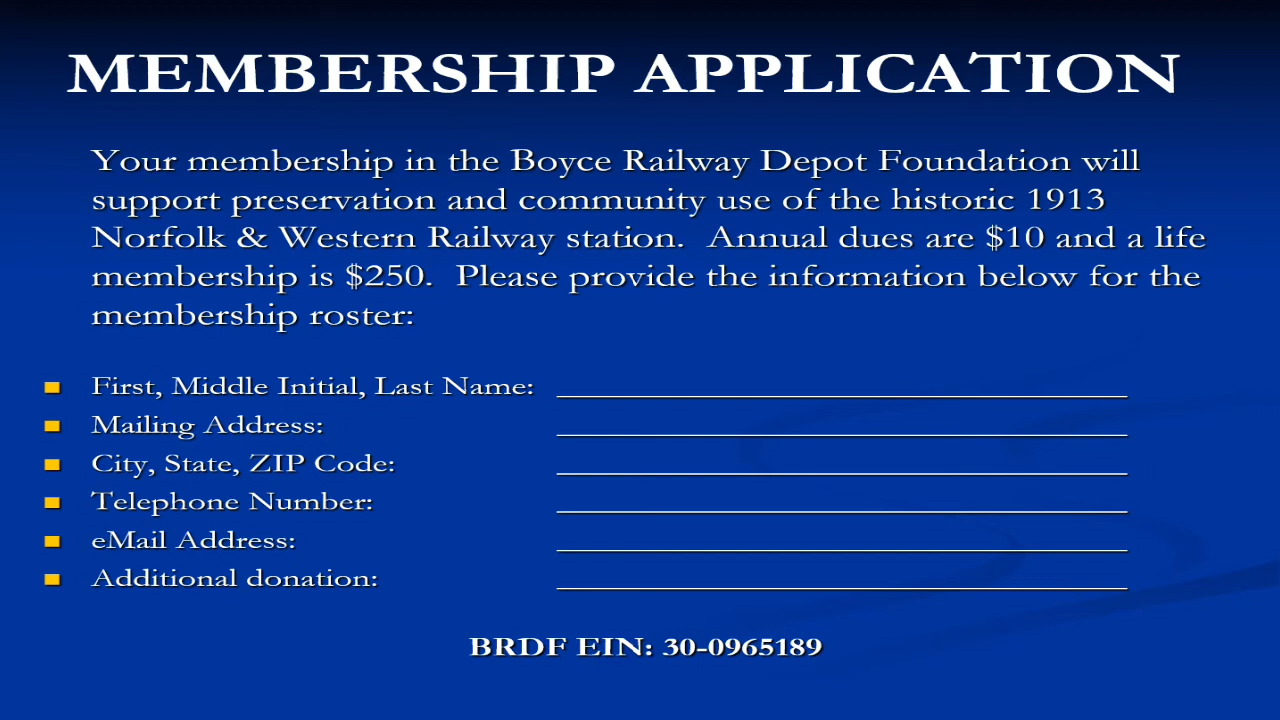 MEMBERSHIP APPLICATION
Your membership in the Boyce Railway Depot Foundation will
support preservation and community use of the historic 1913
Norfolk & Western Railway station.  Annual dues are $10 and a life
membership is $250.  Please provide the information below for the
membership roster:
First, Middle Initial, Last Name:
Mailing Address:
City, State, ZIP Code:
Telephone Number:
eMail Address:
Additional donation:
BRDF EIN: 30-0965189